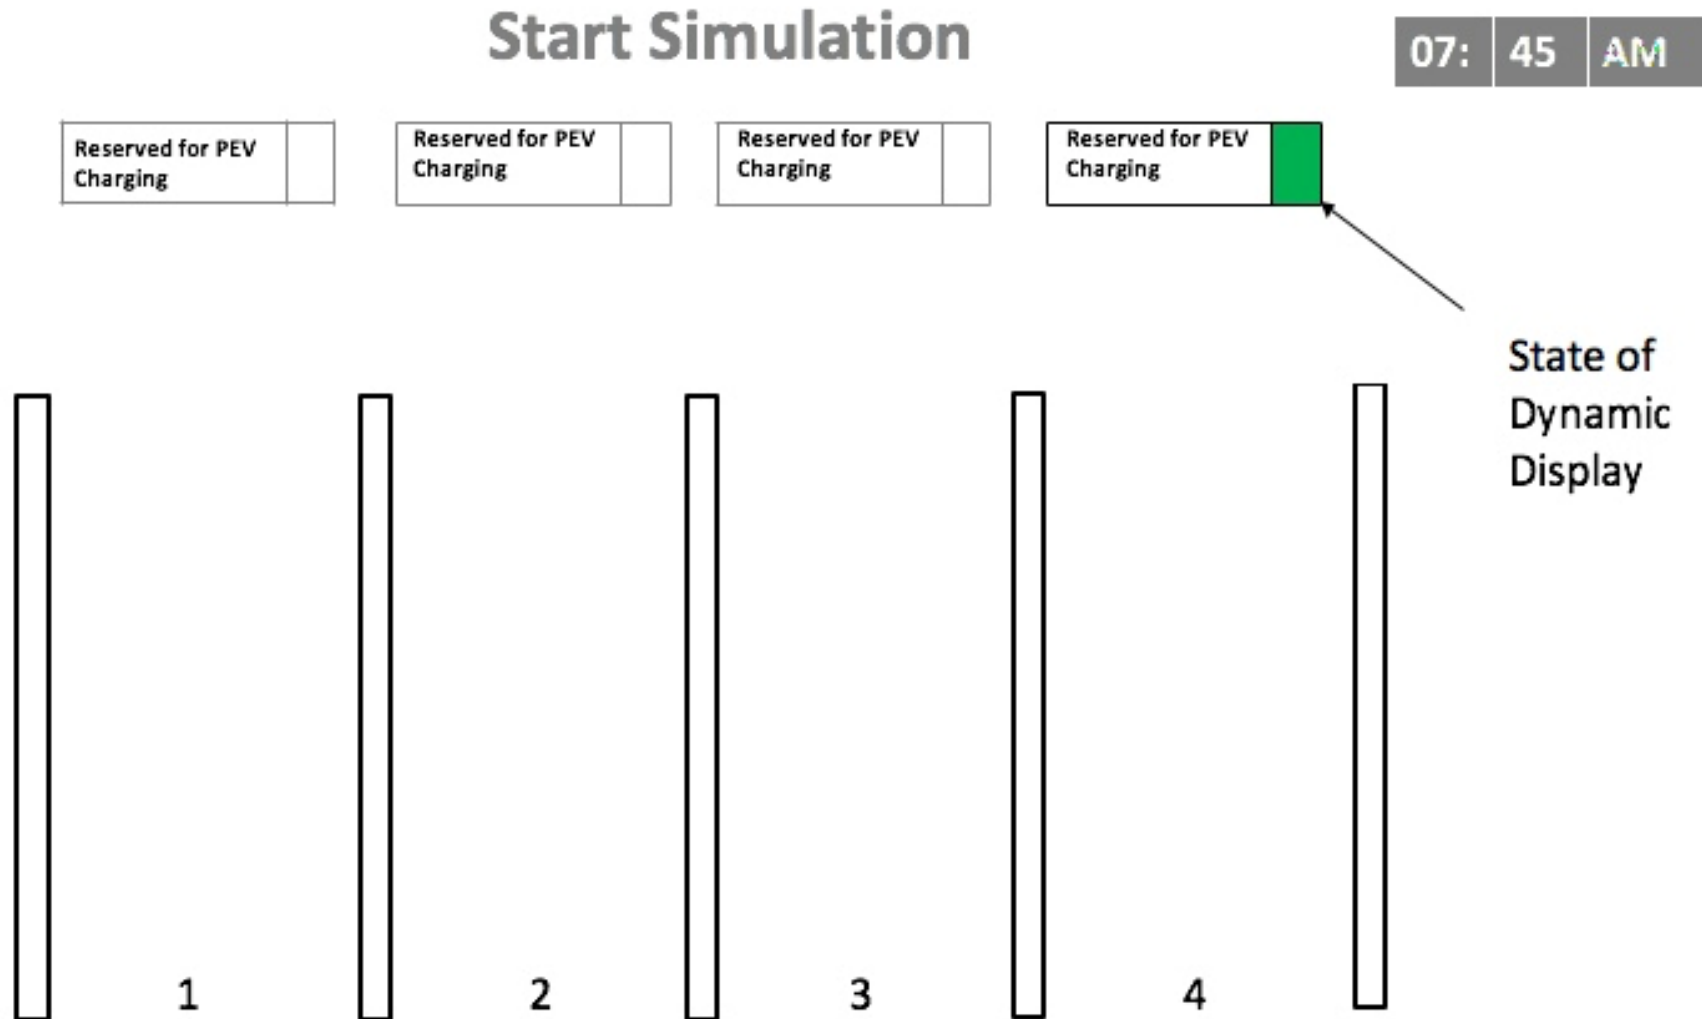 Start Simulation
07: 45 AM
Reserved for PEV
Charging
Reserved for PEV
Charging
Reserved for PEV
Charging
Reserved for PEV
Charging
State of
Dynamic
Display
1
2
3
4